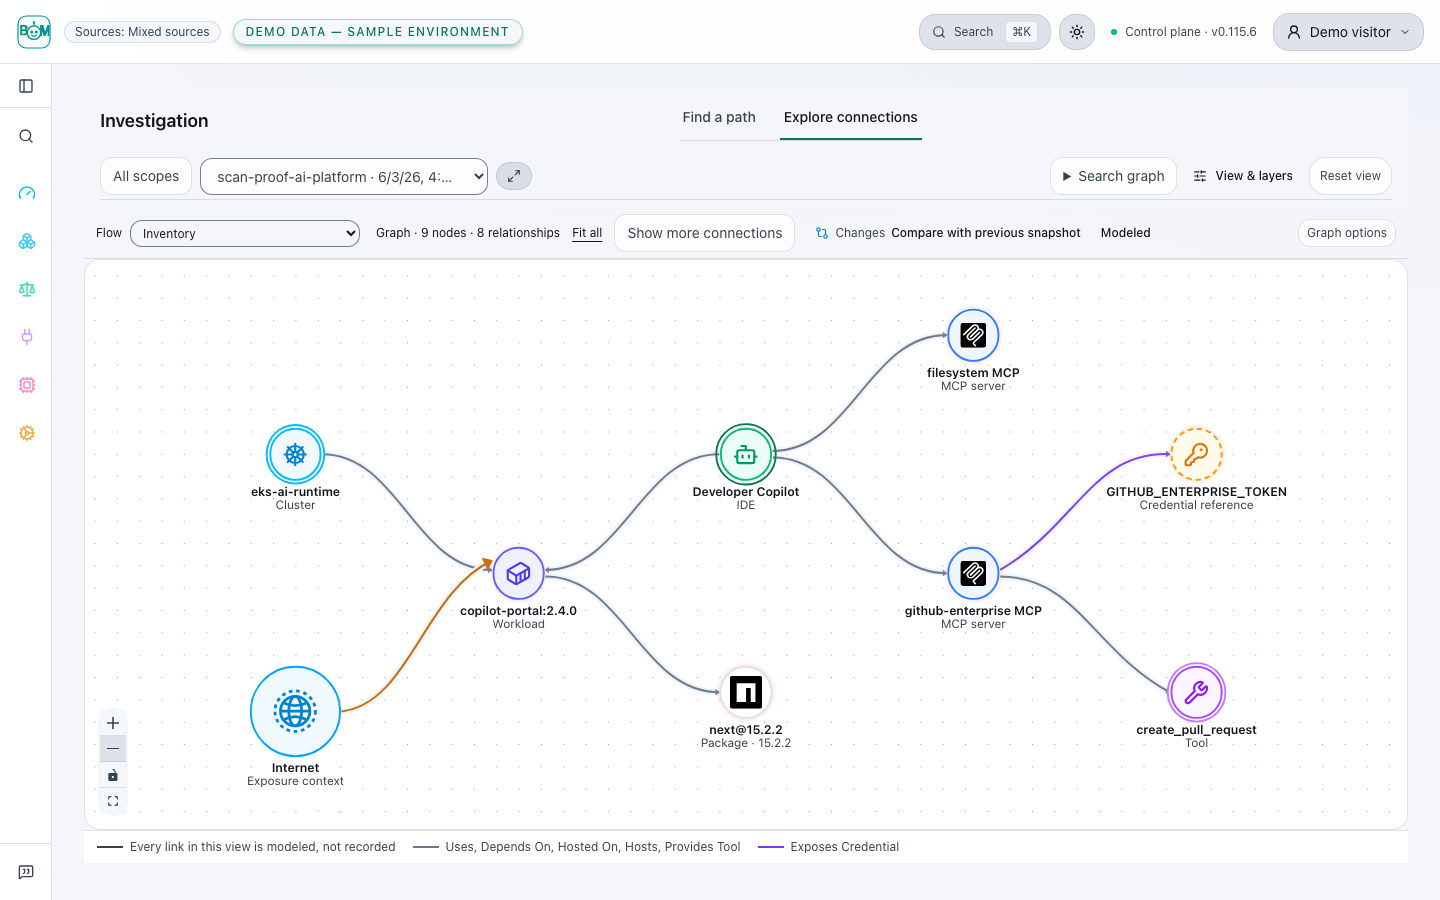 BOM
Sources: Mixed sources
DEMO DATA — SAMPLE ENVIRONMENT
Search ⌘K
Control plane · v0.115.6
Demo visitor
Investigation
Find a path
Explore connections
All scopes
scan-proof-ai-platform · 6/3/26, 4:...
Search graph
View & layers
Reset view
Flow
Inventory
Graph · 9 nodes · 8 relationships
Fit all
Show more connections
Changes
Compare with previous snapshot
Modeled
Graph options
filesystem MCP
MCP server
eks-ai-runtime
Cluster
Developer Copilot
IDE
GITHUB_ENTERPRISE_TOKEN
Credential reference
copilot-portal:2.4.0
Workload
github-enterprise MCP
MCP server
next@15.2.2
Package · 15.2.2
create_pull_request
Tool
Internet
Exposure context
Every link in this view is modeled, not recorded
Uses, Depends On, Hosted On, Hosts, Provides Tool
Exposes Credential